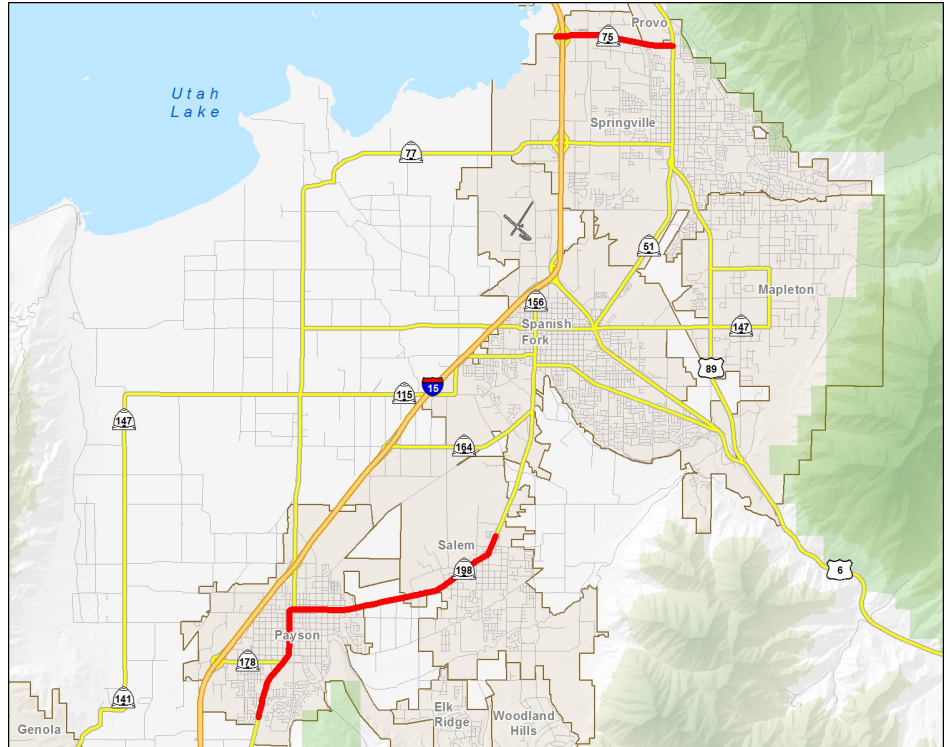 Provo
75
Utah
Lake
Springville
77
51
Mapleton
156
Spanish
Fork
147
89
15
115
147
164
Salem
198
6
Payson
178
141
Elk
Ridge
Woodland
Hills
Genola